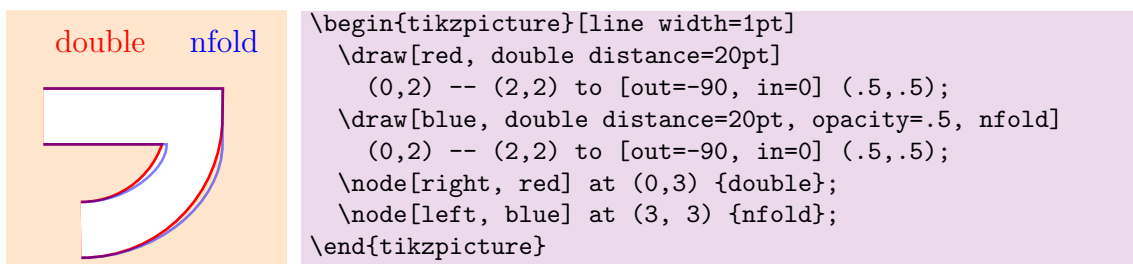 double nfold
\begin{tikzpicture}[line width=1pt]
  \draw[red, double distance=20pt]
    (0,2) -- (2,2) to [out=-90, in=0] (.5,.5);
  \draw[blue, double distance=20pt, opacity=.5, nfold]
    (0,2) -- (2,2) to [out=-90, in=0] (.5,.5);
  \node[right, red] at (0,3) {double};
  \node[left, blue] at (3, 3) {nfold};
\end{tikzpicture}